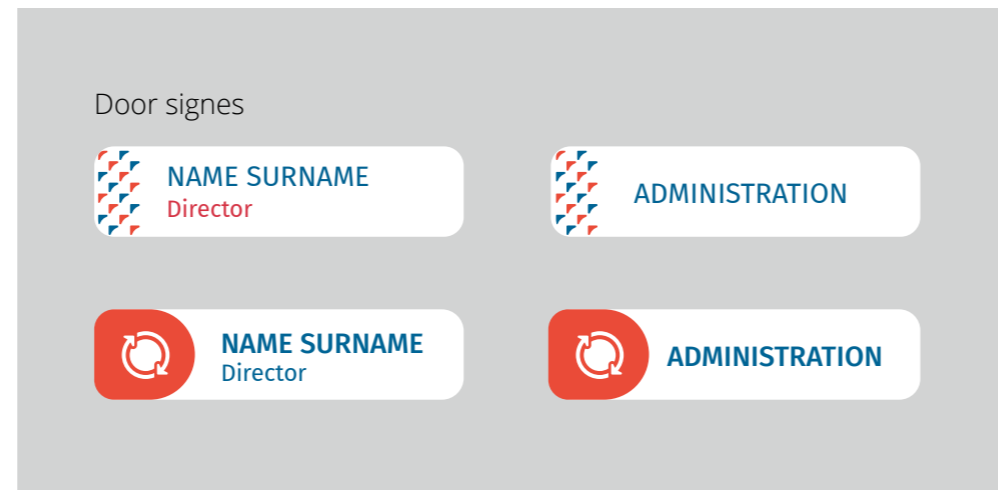 Door signes
NAME SURNAME
Director
ADMINISTRATION
NAME SURNAME
Director
ADMINISTRATION